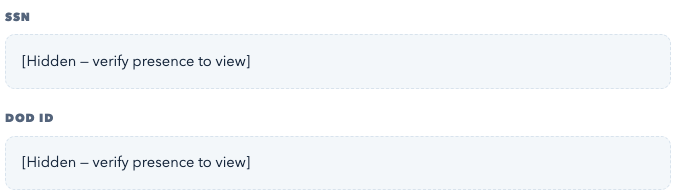 SSN
[Hidden – verify presence to view]
DOD ID
[Hidden – verify presence to view]